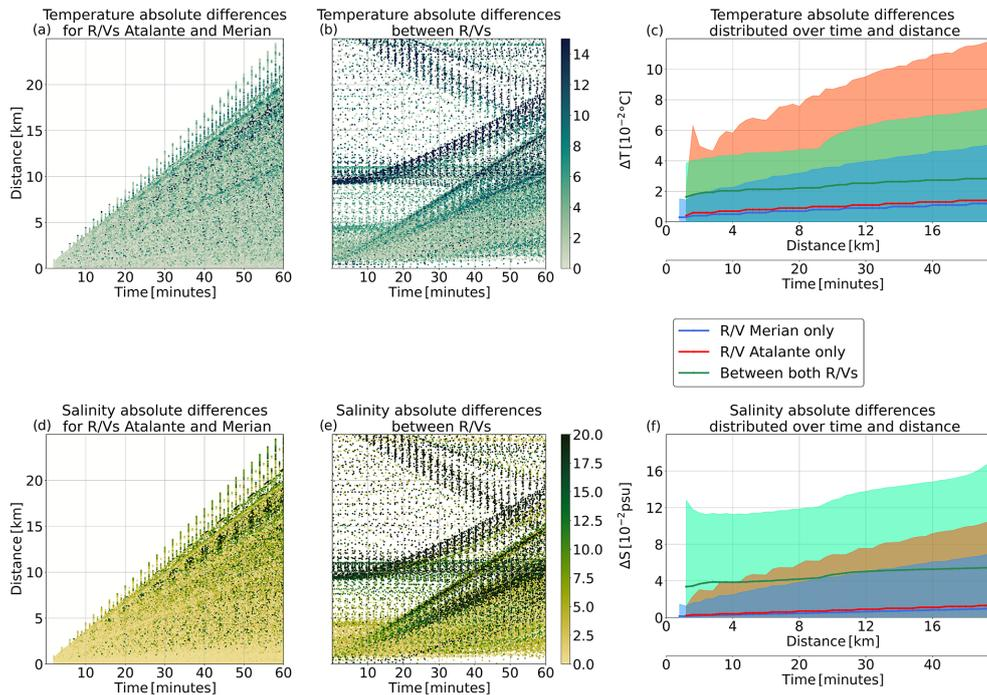 Temperature absolute differences
for R/Vs Atalante and Merian
(a)
Distance [km]
20
15
10
5
0
10 20 30 40 50 60
Time [minutes]
Temperature absolute differences
between R/Vs
(b)
10 20 30 40 50 60
Time [minutes]
14
12
10
8
6
4
2
0
Temperature absolute differences
distributed over time and distance
(c)
ΔT [10⁻²°C]
10
8
6
4
2
0
0 4 8 12 16
Distance [km]
0 10 20 30 40
Time [minutes]
R/V Merian only
R/V Atalante only
Between both R/Vs
Salinity absolute differences
for R/Vs Atalante and Merian
(d)
Distance [km]
20
15
10
5
0
10 20 30 40 50 60
Time [minutes]
Salinity absolute differences
between R/Vs
(e)
10 20 30 40 50 60
Time [minutes]
20.0
17.5
15.0
12.5
10.0
7.5
5.0
2.5
0.0
Salinity absolute differences
distributed over time and distance
(f)
ΔS [10⁻²psu]
16
12
8
4
0
0 4 8 12 16
Distance [km]
0 10 20 30 40
Time [minutes]